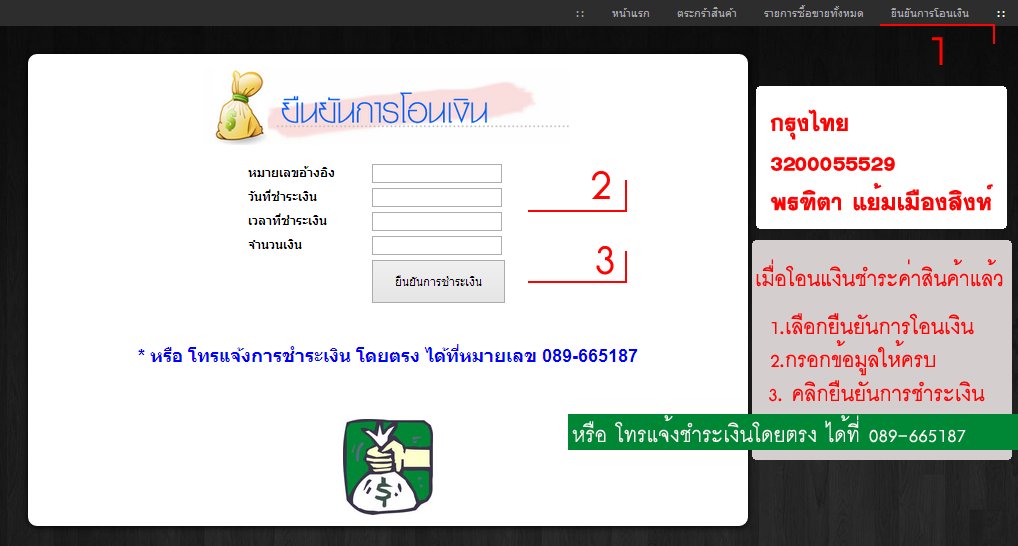 :: หน้าแรก ตระกร้าสินค้า รายการซื้อขายทั้งหมด ยืนยันการโอนเงิน ::
1
ยืนยันการโอนเงิน
หมายเลขอ้างอิง
วันที่ชำระเงิน
เวลาที่ชำระเงิน
จำนวนเงิน
2
ยืนยันการชำระเงิน
3
* หรือ โทรแจ้งการชำระเงิน โดยตรง ได้ที่หมายเลข 089-665187
$
กรุงไทย
3200055529
พรฑิตา แย้มเมืองสิงห์
เมื่อโอนแงินชำระค่าสินค้าแล้ว
1.เลือกยืนยันการโอนเงิน
2.กรอกข้อมูลให้ครบ
3. คลิกยืนยันการชำระเงิน
หรือ โทรแจ้งชำระเงินโดยตรง ได้ที่ 089-665187